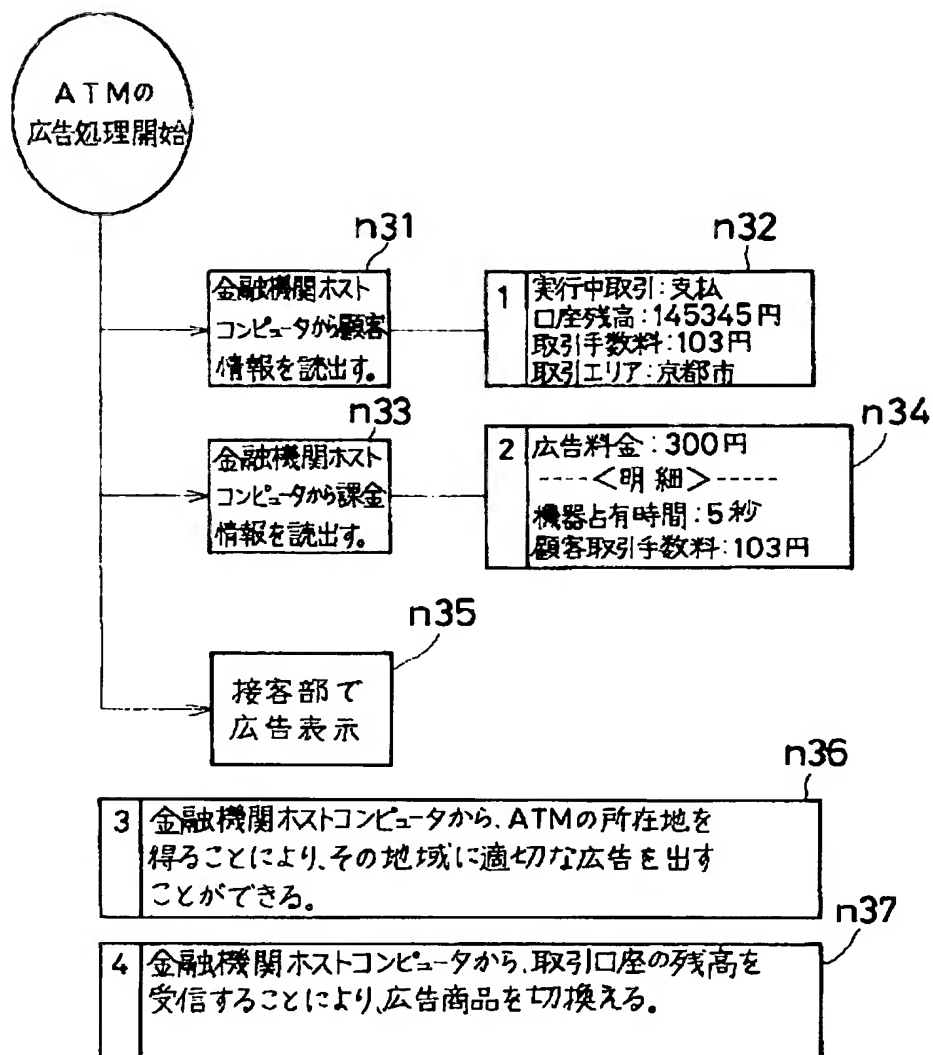 ATMの
広告処理開始
n31
金融機関ホスト
コンピュータから顧客
情報を読出す。
n32
1 実行中取引:支払
口座残高:145345円
取引手数料:103円
取引エリア:京都市
n33
金融機関ホスト
コンピュータから課金
情報を読出す。
n34
2 広告料金:300円
----<明細>-----
機器占有時間:5秒
顧客取引手数料:103円
n35
接客部で
広告表示
n36
3 金融機関ホストコンピュータから、ATMの所在地を
得ることにより、その地域に適切な広告を出す
ことができる。
n37
4 金融機関ホストコンピュータから、取引口座の残高を
受信することにより、広告商品を切換える。